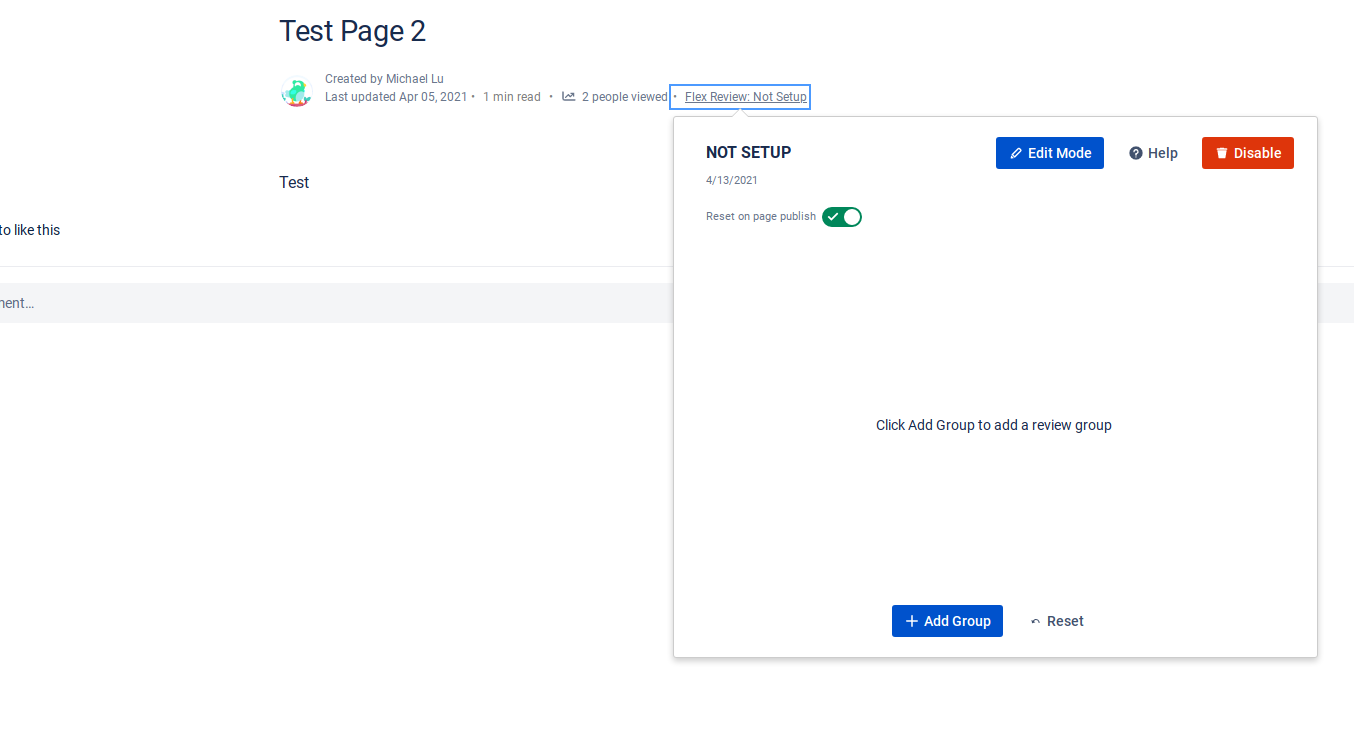 Test Page 2
Created by Michael Lu
Last updated Apr 05, 2021 • 1 min read • 2 people viewed • Flex Review: Not Setup
NOT SETUP
Edit Mode
Help
Disable
4/13/2021
Test
Reset on page publish
to like this
nent...
Click Add Group to add a review group
Add Group
Reset